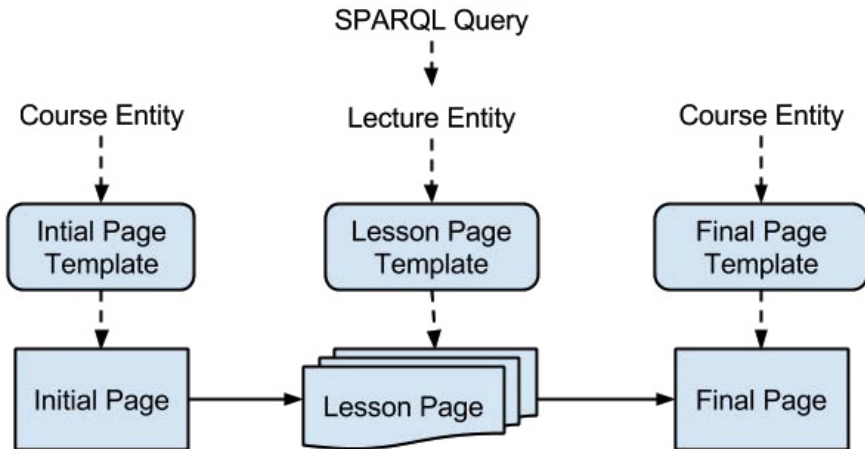 SPARQL Query
Course Entity
Lecture Entity
Course Entity
Intial Page
Template
Lesson Page
Template
Final Page
Template
Initial Page
Lesson Page
Final Page